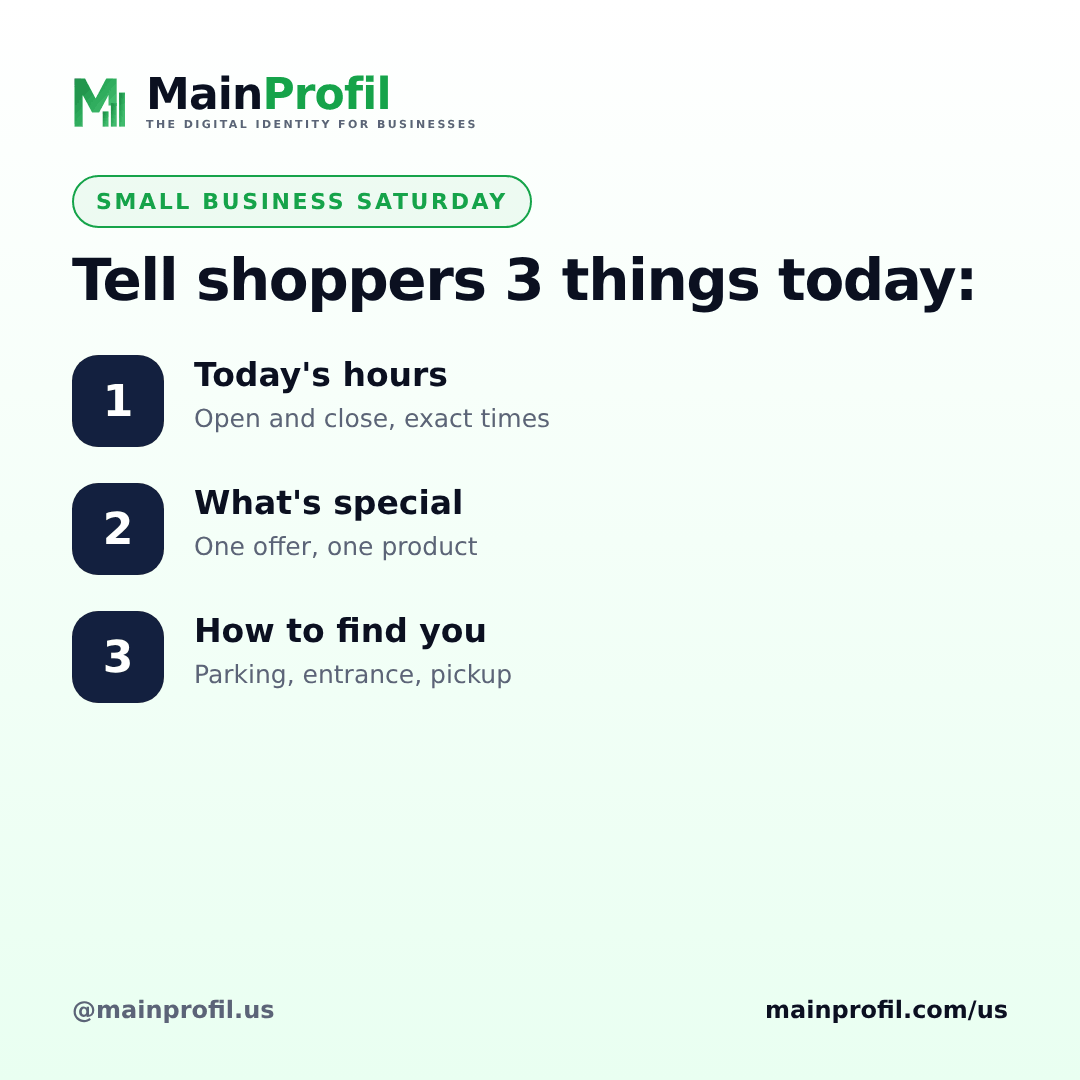 MainProfil
THE DIGITAL IDENTITY FOR BUSINESSES
SMALL BUSINESS SATURDAY
Tell shoppers 3 things today:
1
Today's hours
Open and close, exact times
2
What's special
One offer, one product
3
How to find you
Parking, entrance, pickup
@mainprofil.us
mainprofil.com/us